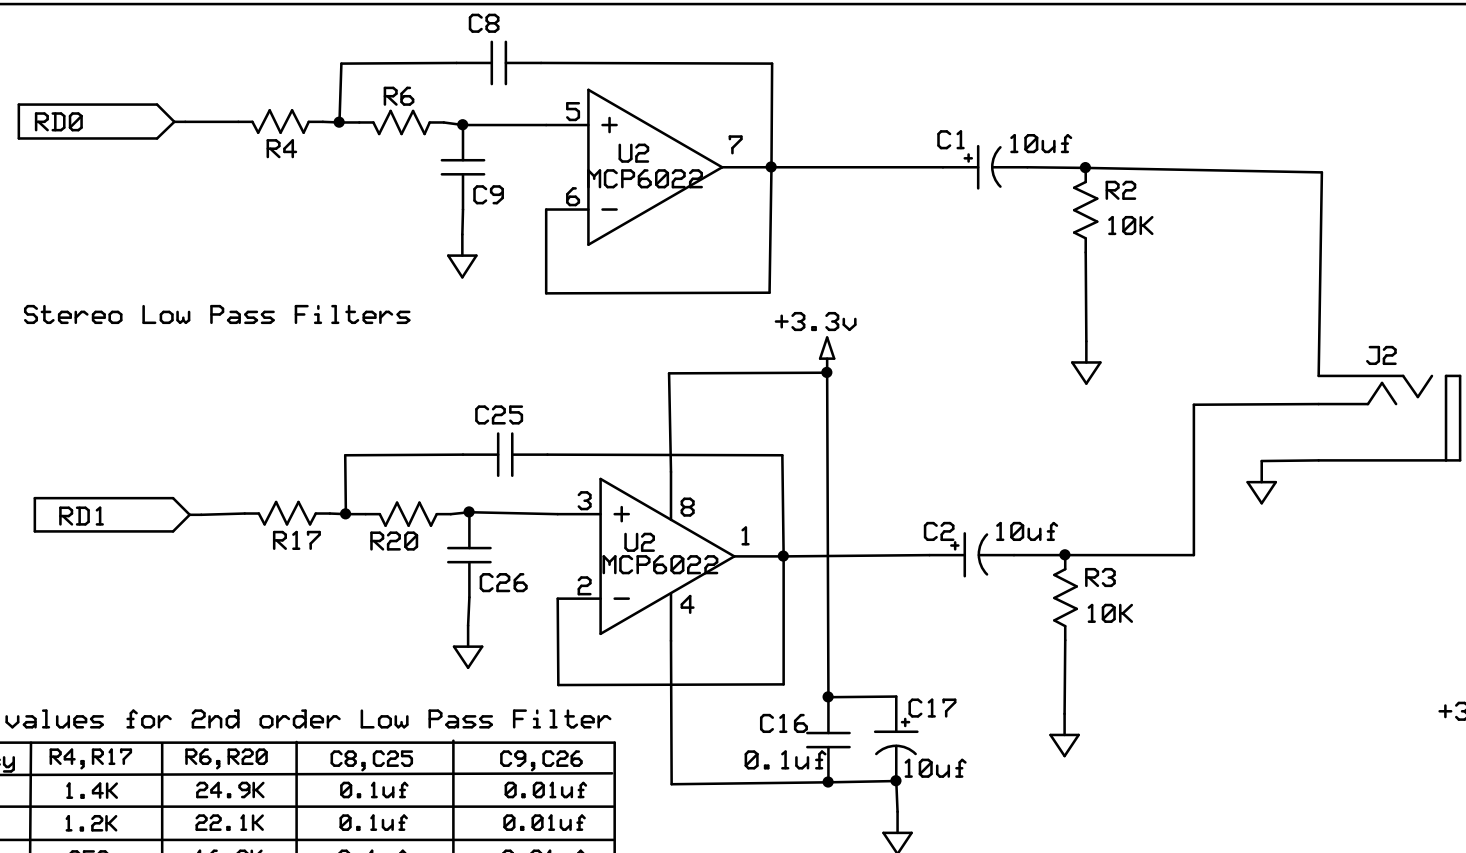 C8
RD0
R4
R6
C9
5
+
6
−
U2
MCP6022
7
C1
+
10uf
R2
10K
Stereo Low Pass Filters
+3.3v
J2
C25
RD1
R17
R20
C26
3
+
2
−
8
U2
MCP6022
4
1
C2
+
10uf
R3
10K
values for 2nd order Low Pass Filter
C16
0.1uf
+
C17
10uf
+3
y R4,R17 R6,R20 C8,C25 C9,C26
1.4K 24.9K 0.1uf 0.01uf
1.2K 22.1K 0.1uf 0.01uf